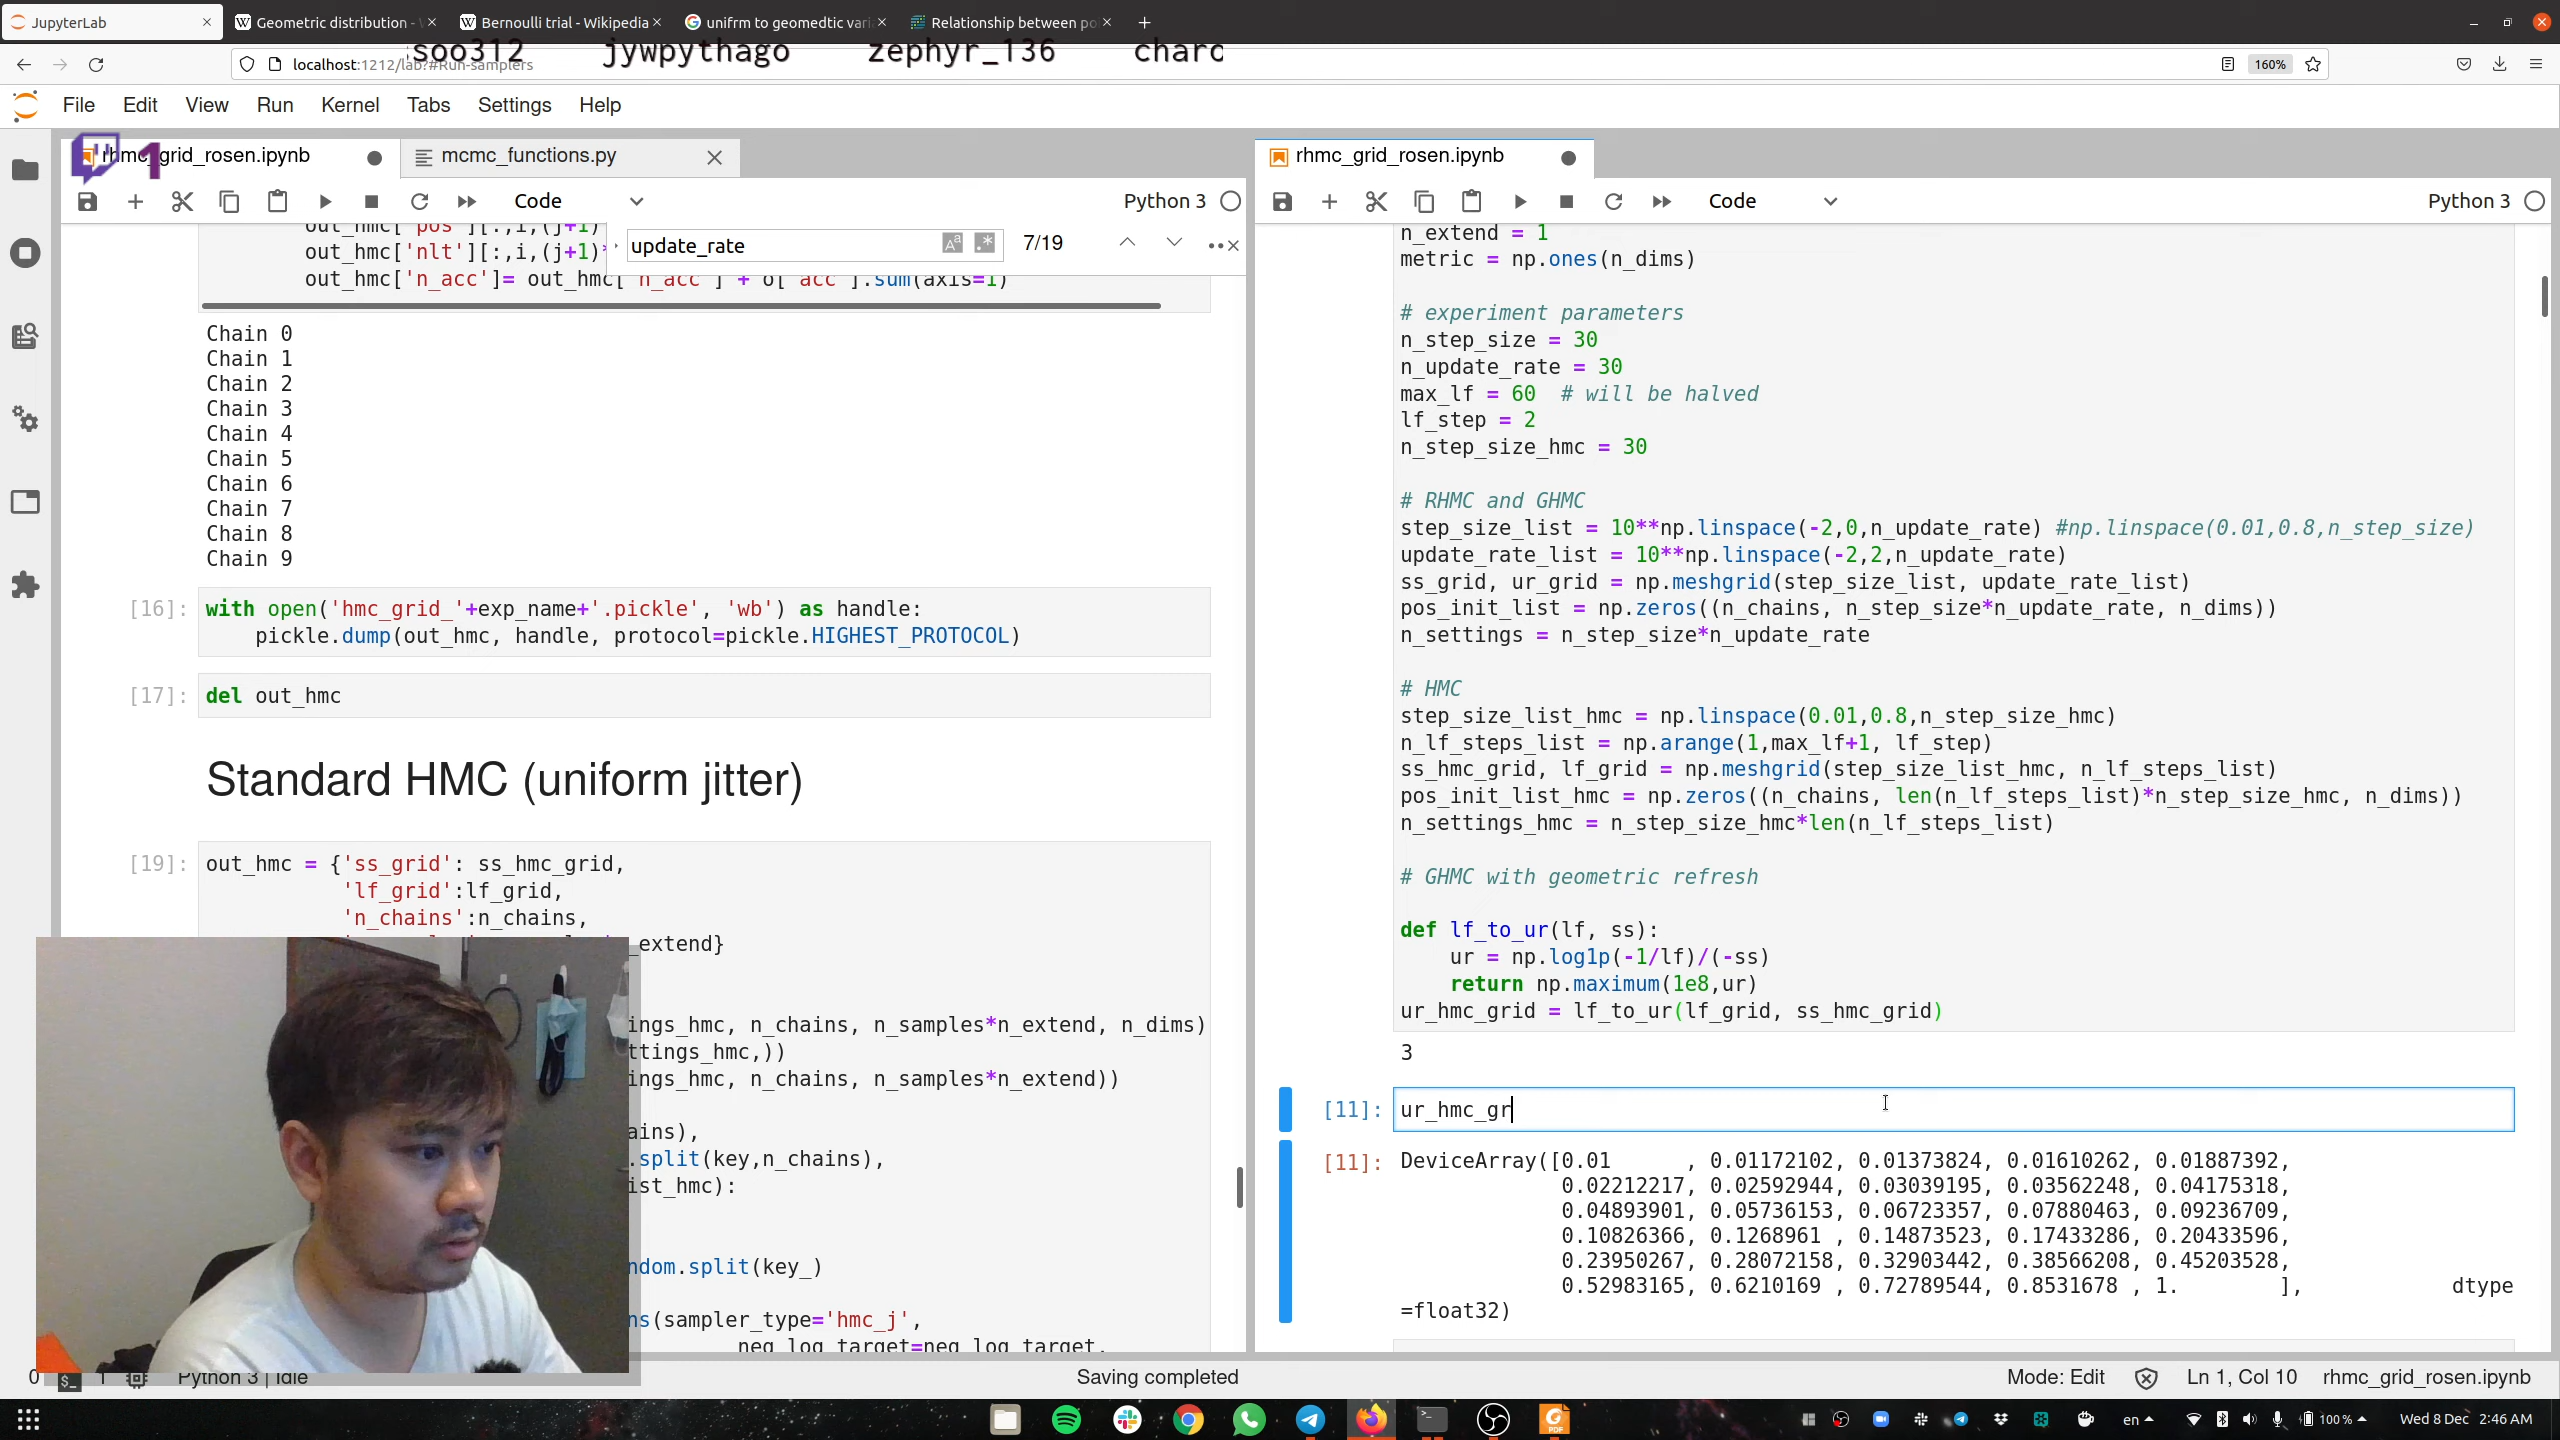 JupyterLab
Geometric distribution -
Bernoulli trial - Wikipedia
unifrm to geomedtic vari
Relationship between po
soo312 jywpythago zephyr_136 charc
localhost:1212/lab?#Run-samplers
160%
File Edit View Run Kernel Tabs Settings Help
1
rhmc_grid_rosen.ipynb
mcmc_functions.py
Code
Python 3
update_rate
7/19
out_hmc['pos'][:,i,(j+1)
out_hmc['nlt'][:,i,(j+1)*
out_hmc['n_acc']= out_hmc['n_acc'] + o['acc'].sum(axis=1)
Chain 0
Chain 1
Chain 2
Chain 3
Chain 4
Chain 5
Chain 6
Chain 7
Chain 8
Chain 9
[16]: with open('hmc_grid_'+exp_name+'.pickle', 'wb') as handle:
pickle.dump(out_hmc, handle, protocol=pickle.HIGHEST_PROTOCOL)
[17]: del out_hmc
Standard HMC (uniform jitter)
[19]: out_hmc = {'ss_grid': ss_hmc_grid,
'lf_grid':lf_grid,
'n_chains':n_chains,
_extend}
ings_hmc, n_chains, n_samples*n_extend, n_dims)
ttings_hmc,))
ings_hmc, n_chains, n_samples*n_extend))
ains),
.split(key,n_chains),
ist_hmc):
ndom.split(key_)
ns(sampler_type='hmc_j',
neg_log_target=neg_log_target,
rhmc_grid_rosen.ipynb
Code
Python 3
n_extend = 1
metric = np.ones(n_dims)
# experiment parameters
n_step_size = 30
n_update_rate = 30
max_lf = 60 # will be halved
lf_step = 2
n_step_size_hmc = 30
# RHMC and GHMC
step_size_list = 10**np.linspace(-2,0,n_update_rate) #np.linspace(0.01,0.8,n_step_size)
update_rate_list = 10**np.linspace(-2,2,n_update_rate)
ss_grid, ur_grid = np.meshgrid(step_size_list, update_rate_list)
pos_init_list = np.zeros((n_chains, n_step_size*n_update_rate, n_dims))
n_settings = n_step_size*n_update_rate
# HMC
step_size_list_hmc = np.linspace(0.01,0.8,n_step_size_hmc)
n_lf_steps_list = np.arange(1,max_lf+1, lf_step)
ss_hmc_grid, lf_grid = np.meshgrid(step_size_list_hmc, n_lf_steps_list)
pos_init_list_hmc = np.zeros((n_chains, len(n_lf_steps_list)*n_step_size_hmc, n_dims))
n_settings_hmc = n_step_size_hmc*len(n_lf_steps_list)
# GHMC with geometric refresh
def lf_to_ur(lf, ss):
ur = np.log1p(-1/lf)/(-ss)
return np.maximum(1e8,ur)
ur_hmc_grid = lf_to_ur(lf_grid, ss_hmc_grid)
3
[11]: ur_hmc_gr
[11]: DeviceArray([0.01      , 0.01172102, 0.01373824, 0.01610262, 0.01887392,
0.02212217, 0.02592944, 0.03039195, 0.03562248, 0.04175318,
0.04893901, 0.05736153, 0.06723357, 0.07880463, 0.09236709,
0.10826366, 0.1268961 , 0.14873523, 0.17433286, 0.20433596,
0.23950267, 0.28072158, 0.32903442, 0.38566208, 0.45203528,
0.52983165, 0.6210169 , 0.72789544, 0.8531678 , 1.        ], dtype
=float32)
0 1 Python 3 | Idle
Saving completed
Mode: Edit
Ln 1, Col 10
rhmc_grid_rosen.ipynb
en
100 %
Wed 8 Dec 2:46 AM